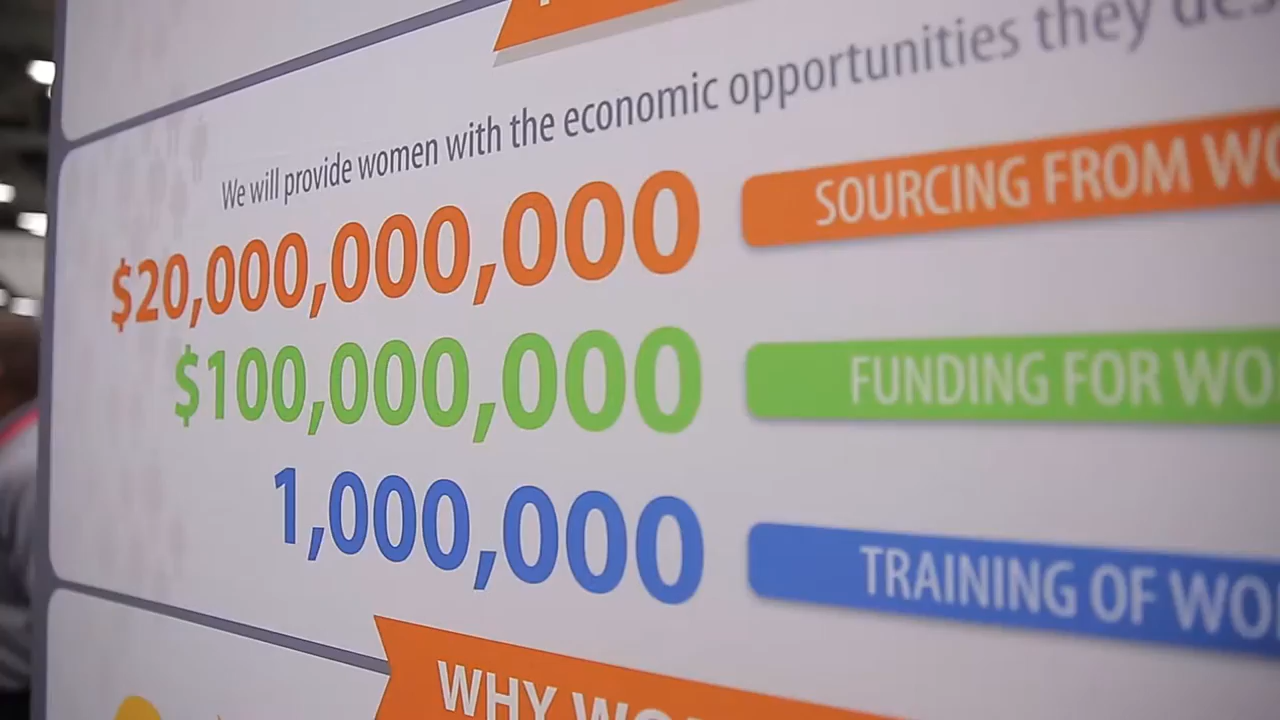 We will provide women with the economic opportunities they
$20,000,000,000
SOURCING FROM
$100,000,000
FUNDING FOR
1,000,000
TRAINING OF
WHY